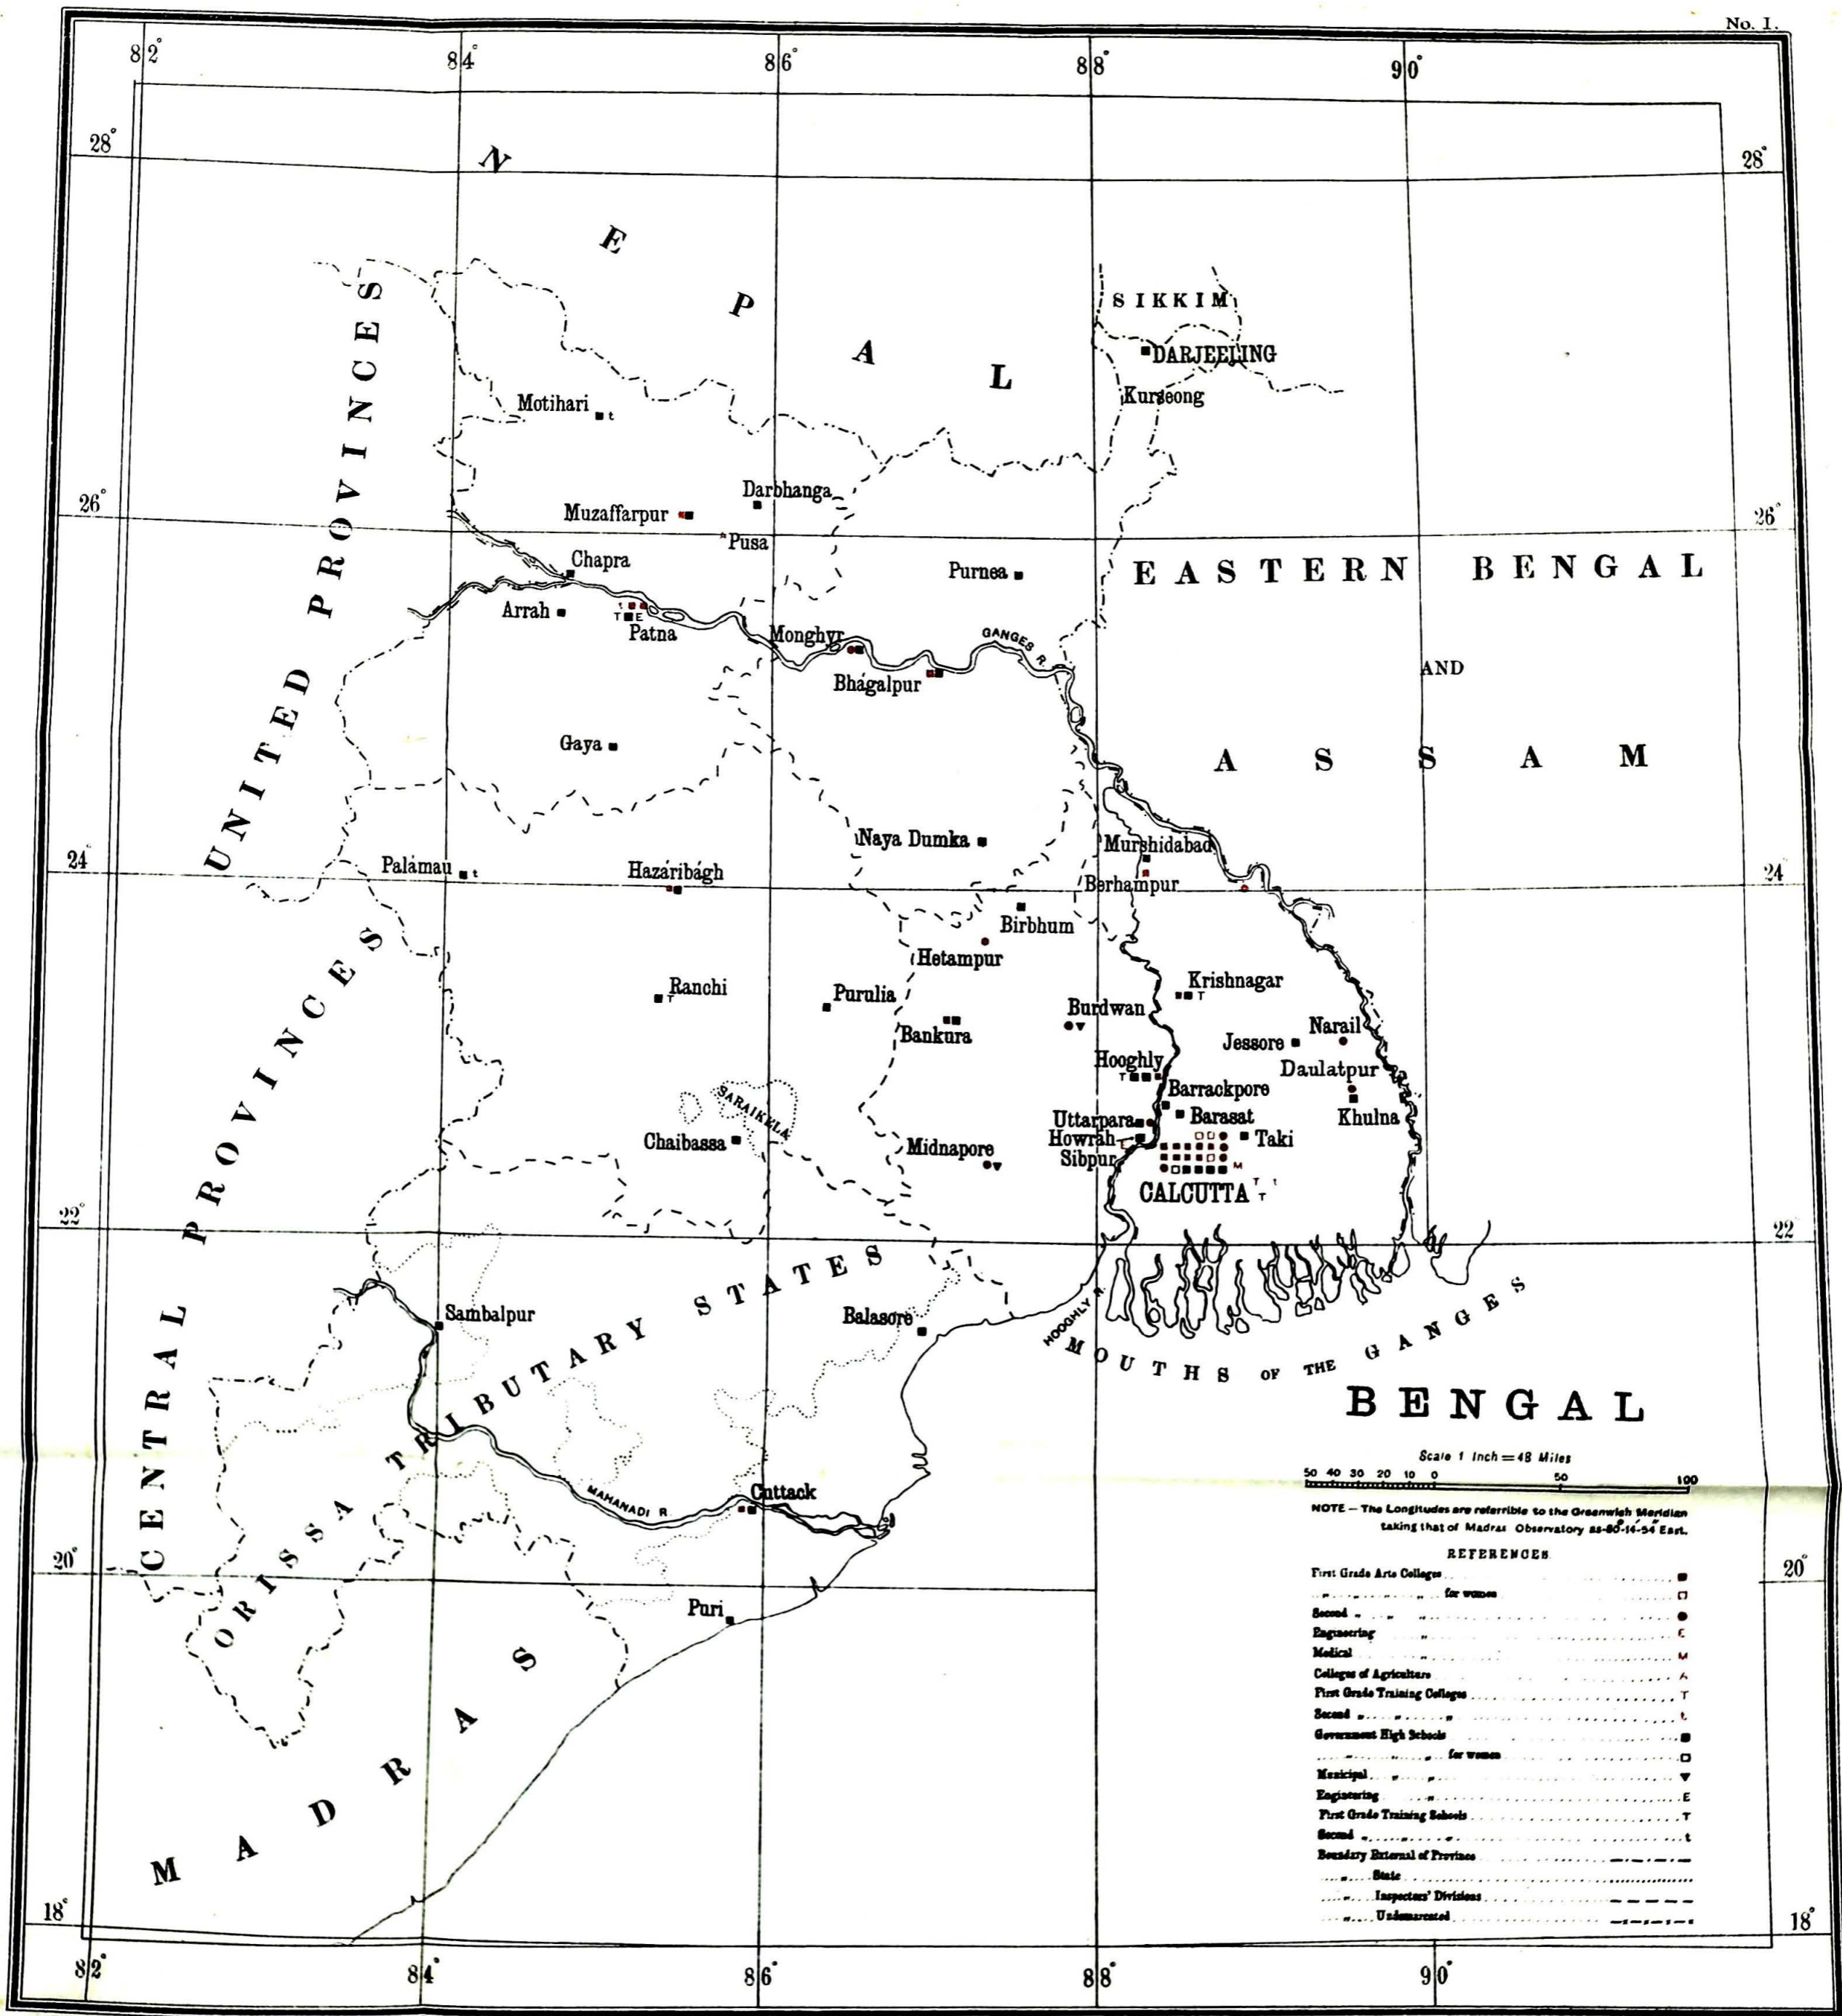 No. 1.
82° 84° 86° 88° 90°
28° 28°
NEPAL
SIKKIM
DARJEELING
Kurseong
Motihari t
UNITED PROVINCES
Darbhanga
26° 26°
Muzaffarpur
Pusa
Chapra
Purnea
EASTERN BENGAL
Arrah
T E
Patna
Monghyr
GANGES R.
AND
Bhágalpur
Gaya
ASSAM
Naya Dumka
Murshidabad
24° 24°
Palámau t
Hazáribágh
Berhampur
Birbhum
Hetampur
CENTRAL PROVINCES
Ranchi
T
Purulia
Krishnagar
T
Burdwan
Bankura
Narail
Jessore
Hooghly
T
Daulatpur
Barrackpore
SARAIKELA
Khulna
Uttarpara
Barasat
Howrah
Taki
Chaibassa
Midnapore
Sibpur
M
CALCUTTA
T t
T
22° 22
ORISSA TRIBUTARY STATES
Sambalpur
Balasore
HOOGHLY R.
MOUTHS OF THE GANGES
BENGAL
Scale 1 Inch = 48 Miles
50 40 30 20 10 0 50 100
NOTE — The Longitudes are referrible to the Greenwich Meridian
taking that of Madras Observatory as 80°-14'-54" East.
MAHANADI R
Cuttack
20° 20°
Puri
MADRAS
REFERENCES
First Grade Arts Colleges
" " " " for women
Second " " "
Engineering " E
Medical " M
Colleges of Agriculture A
First Grade Training Colleges T
Second " " " t
Government High Schools
" " " for women
Municipal " "
Engineering " E
First Grade Training Schools T
Second " " " t
Boundary External of Province
" State
" Inspectors' Divisions
" Undemarcated
18° 18°
82° 84° 86° 88° 90°